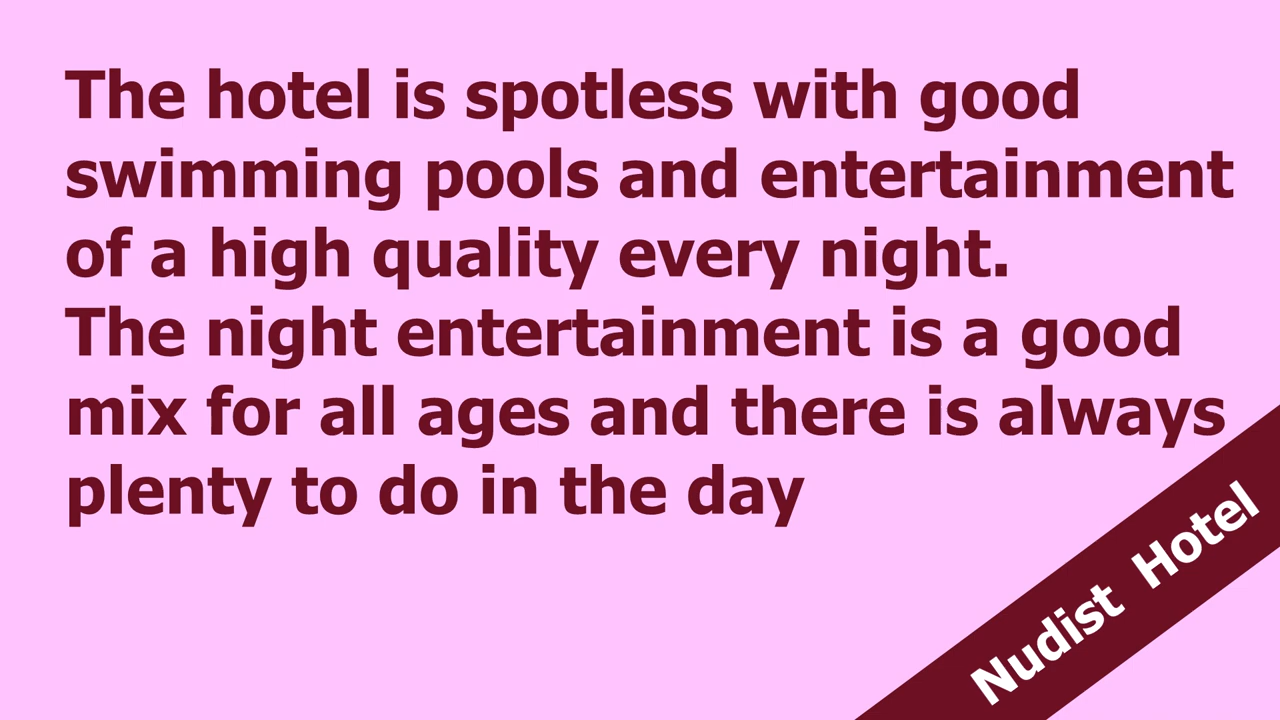 The hotel is spotless with good
swimming pools and entertainment
of a high quality every night.
The night entertainment is a good
mix for all ages and there is always
plenty to do in the day
Nudist Hotel